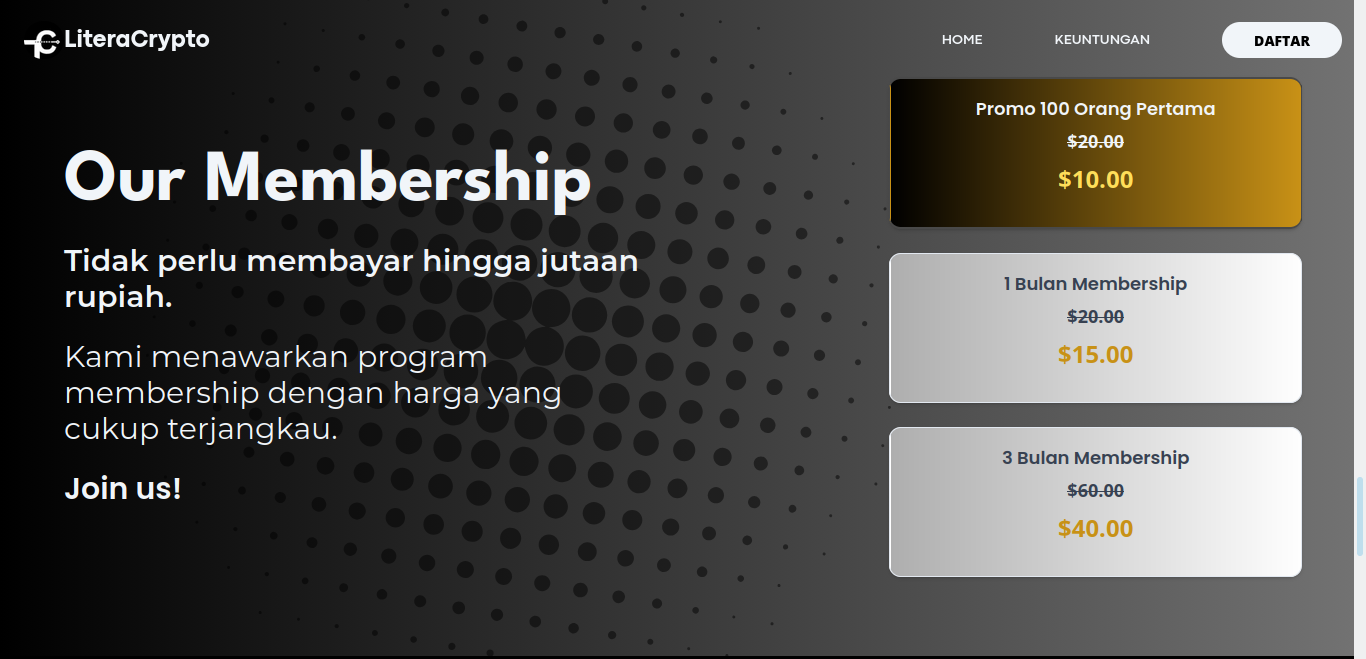 LiteraCrypto
HOME
KEUNTUNGAN
DAFTAR
Our Membership
Tidak perlu membayar hingga jutaan
rupiah.
Kami menawarkan program
membership dengan harga yang
cukup terjangkau.
Join us!
Promo 100 Orang Pertama
$20.00
$10.00
1 Bulan Membership
$20.00
$15.00
3 Bulan Membership
$60.00
$40.00